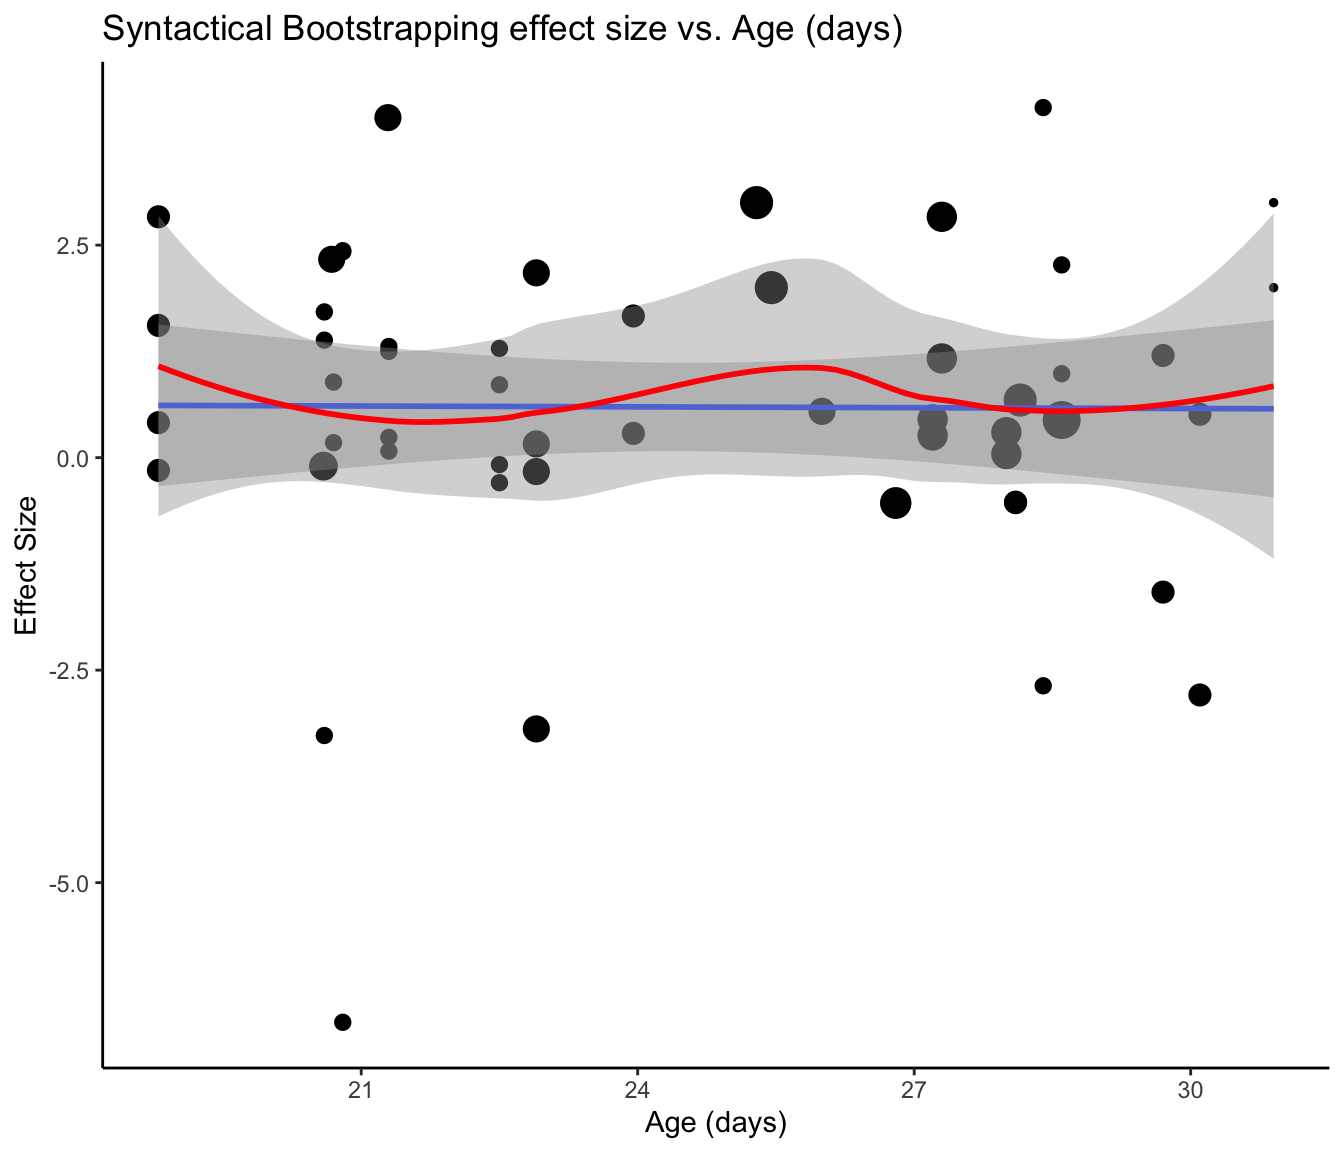 Syntactical Bootstrapping effect size vs. Age (days)
Effect Size
2.5
0.0
-2.5
-5.0
21 24 27 30
Age (days)